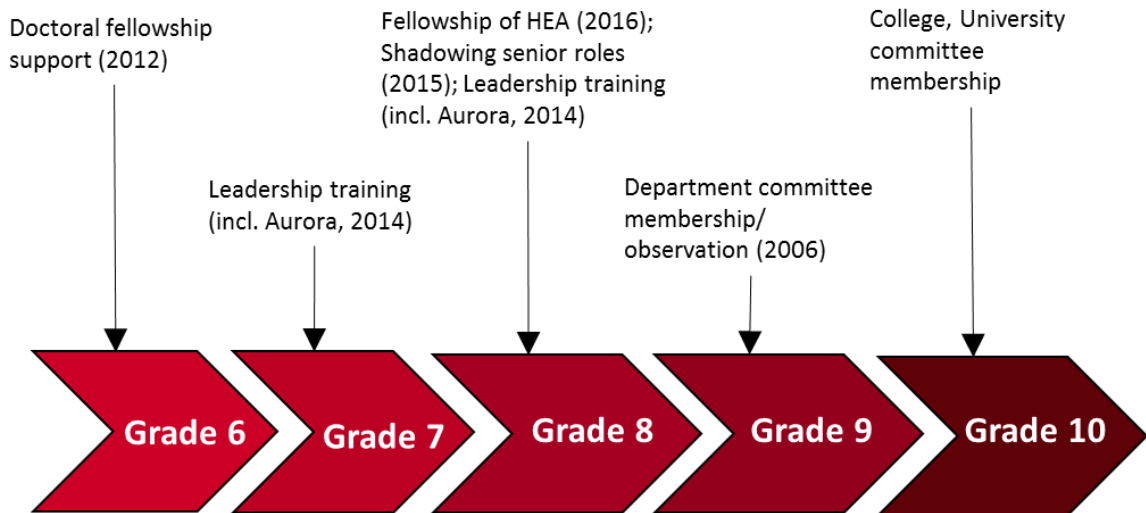 Doctoral fellowship
support (2012)
Leadership training
(incl. Aurora, 2014)
Fellowship of HEA (2016);
Shadowing senior roles
(2015); Leadership training
(incl. Aurora, 2014)
Department committee
membership/
observation (2006)
College, University
committee
membership
Grade 6
Grade 7
Grade 8
Grade 9
Grade 10